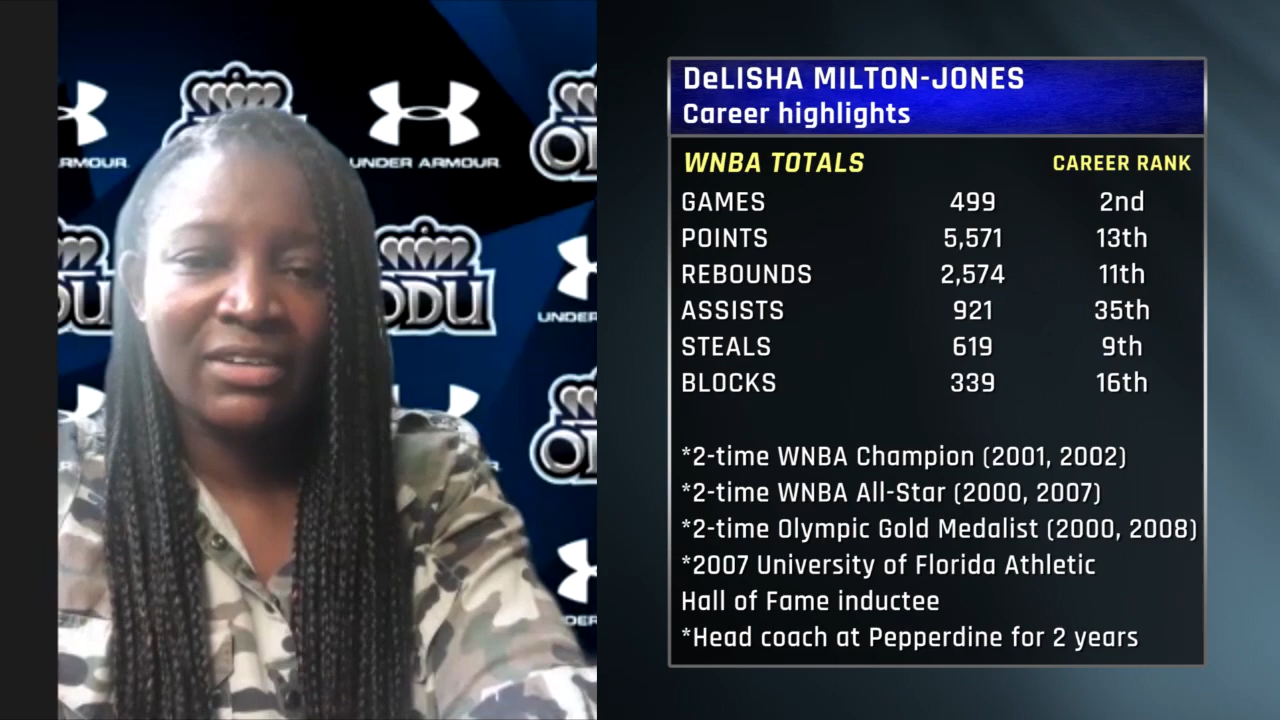 ARMOUR
UNDER ARMOUR
ODU
UNDER
DeLISHA MILTON-JONES
Career highlights
WNBA TOTALS CAREER RANK
GAMES 499 2nd
POINTS 5,571 13th
REBOUNDS 2,574 11th
ASSISTS 921 35th
STEALS 619 9th
BLOCKS 339 16th
*2-time WNBA Champion (2001, 2002)
*2-time WNBA All-Star (2000, 2007)
*2-time Olympic Gold Medalist (2000, 2008)
*2007 University of Florida Athletic
Hall of Fame inductee
*Head coach at Pepperdine for 2 years